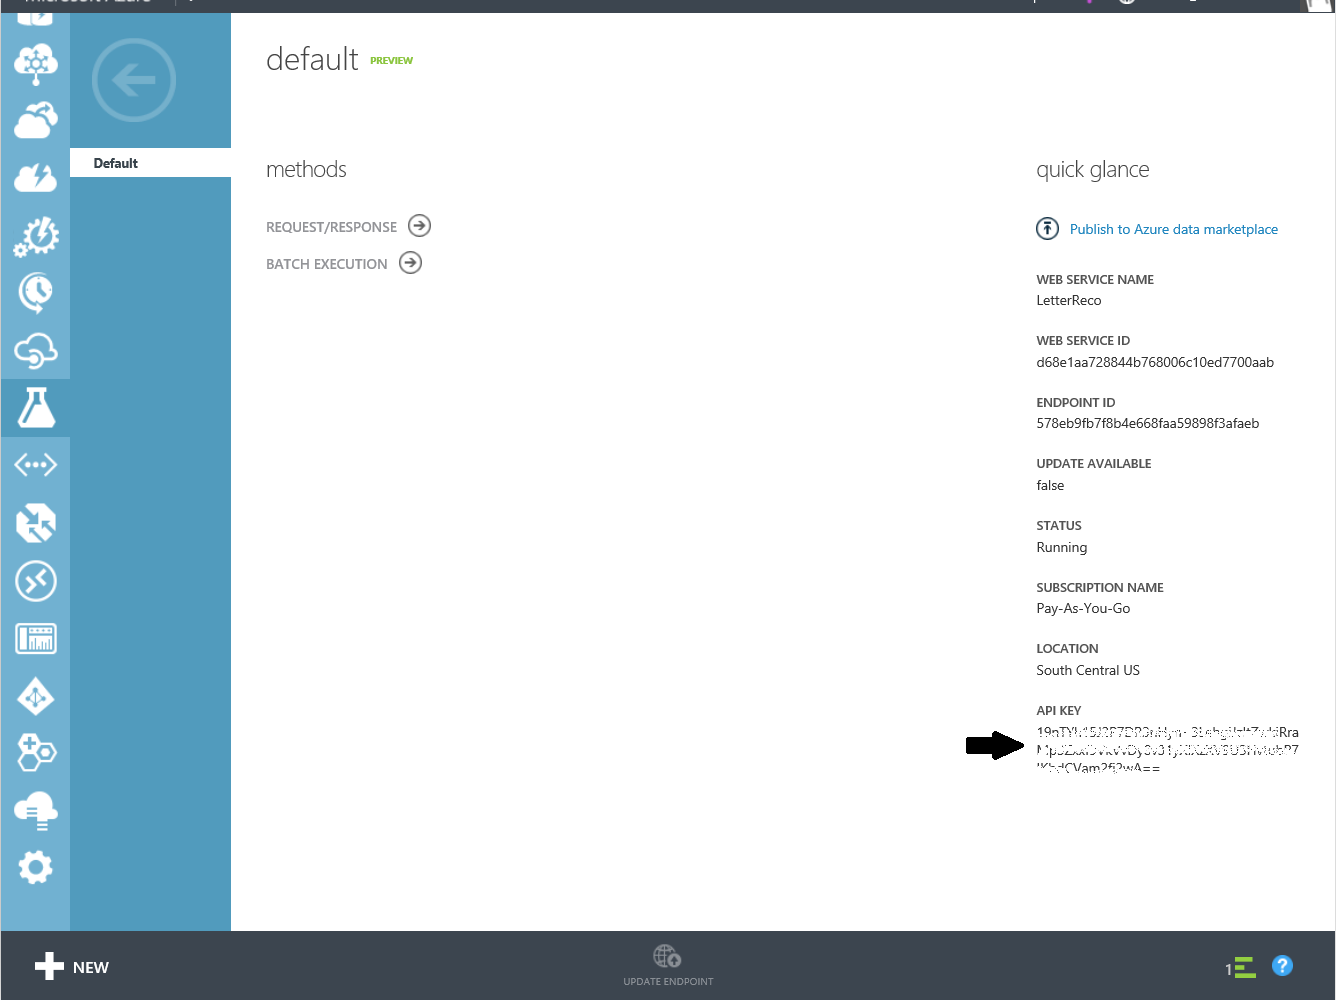 default PREVIEW
Default
methods
REQUEST/RESPONSE
BATCH EXECUTION
quick glance
Publish to Azure data marketplace
WEB SERVICE NAME
LetterReco
WEB SERVICE ID
d68e1aa728844b768006c10ed7700aab
ENDPOINT ID
578eb9fb7f8b4e668faa59898f3afaeb
UPDATE AVAILABLE
false
STATUS
Running
SUBSCRIPTION NAME
Pay-As-You-Go
LOCATION
South Central US
API KEY
NEW
UPDATE ENDPOINT
1
?